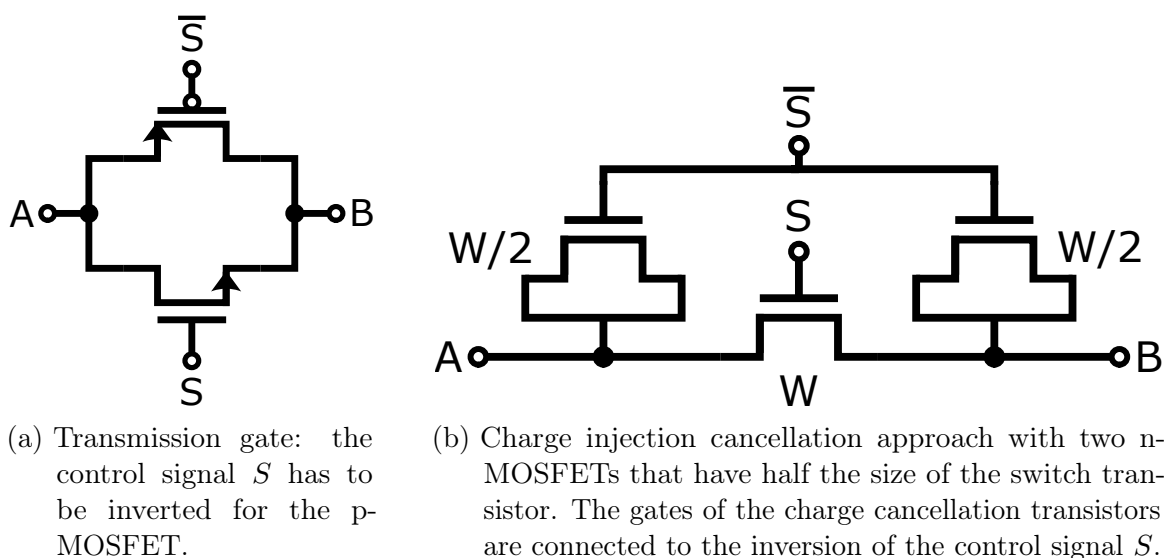 S̅
A
B
S
S̅
S
W/2
W/2
A
B
W
(a) Transmission gate: the
control signal S has to
be inverted for the p-
MOSFET.
(b) Charge injection cancellation approach with two n-
MOSFETs that have half the size of the switch tran-
sistor. The gates of the charge cancellation transistors
are connected to the inversion of the control signal S.